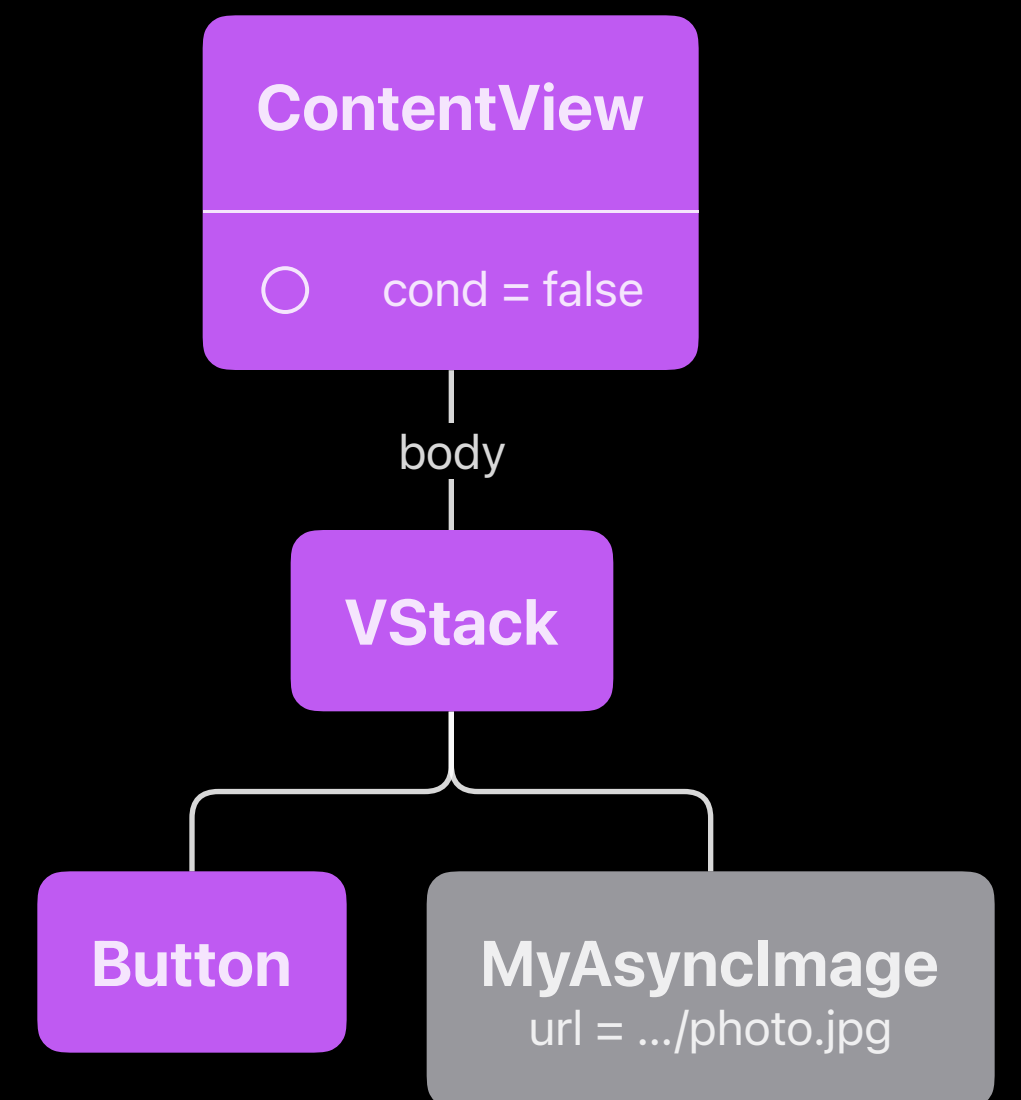 ContentView
cond = false
body
VStack
Button
MyAsyncImage
url = .../photo.jpg